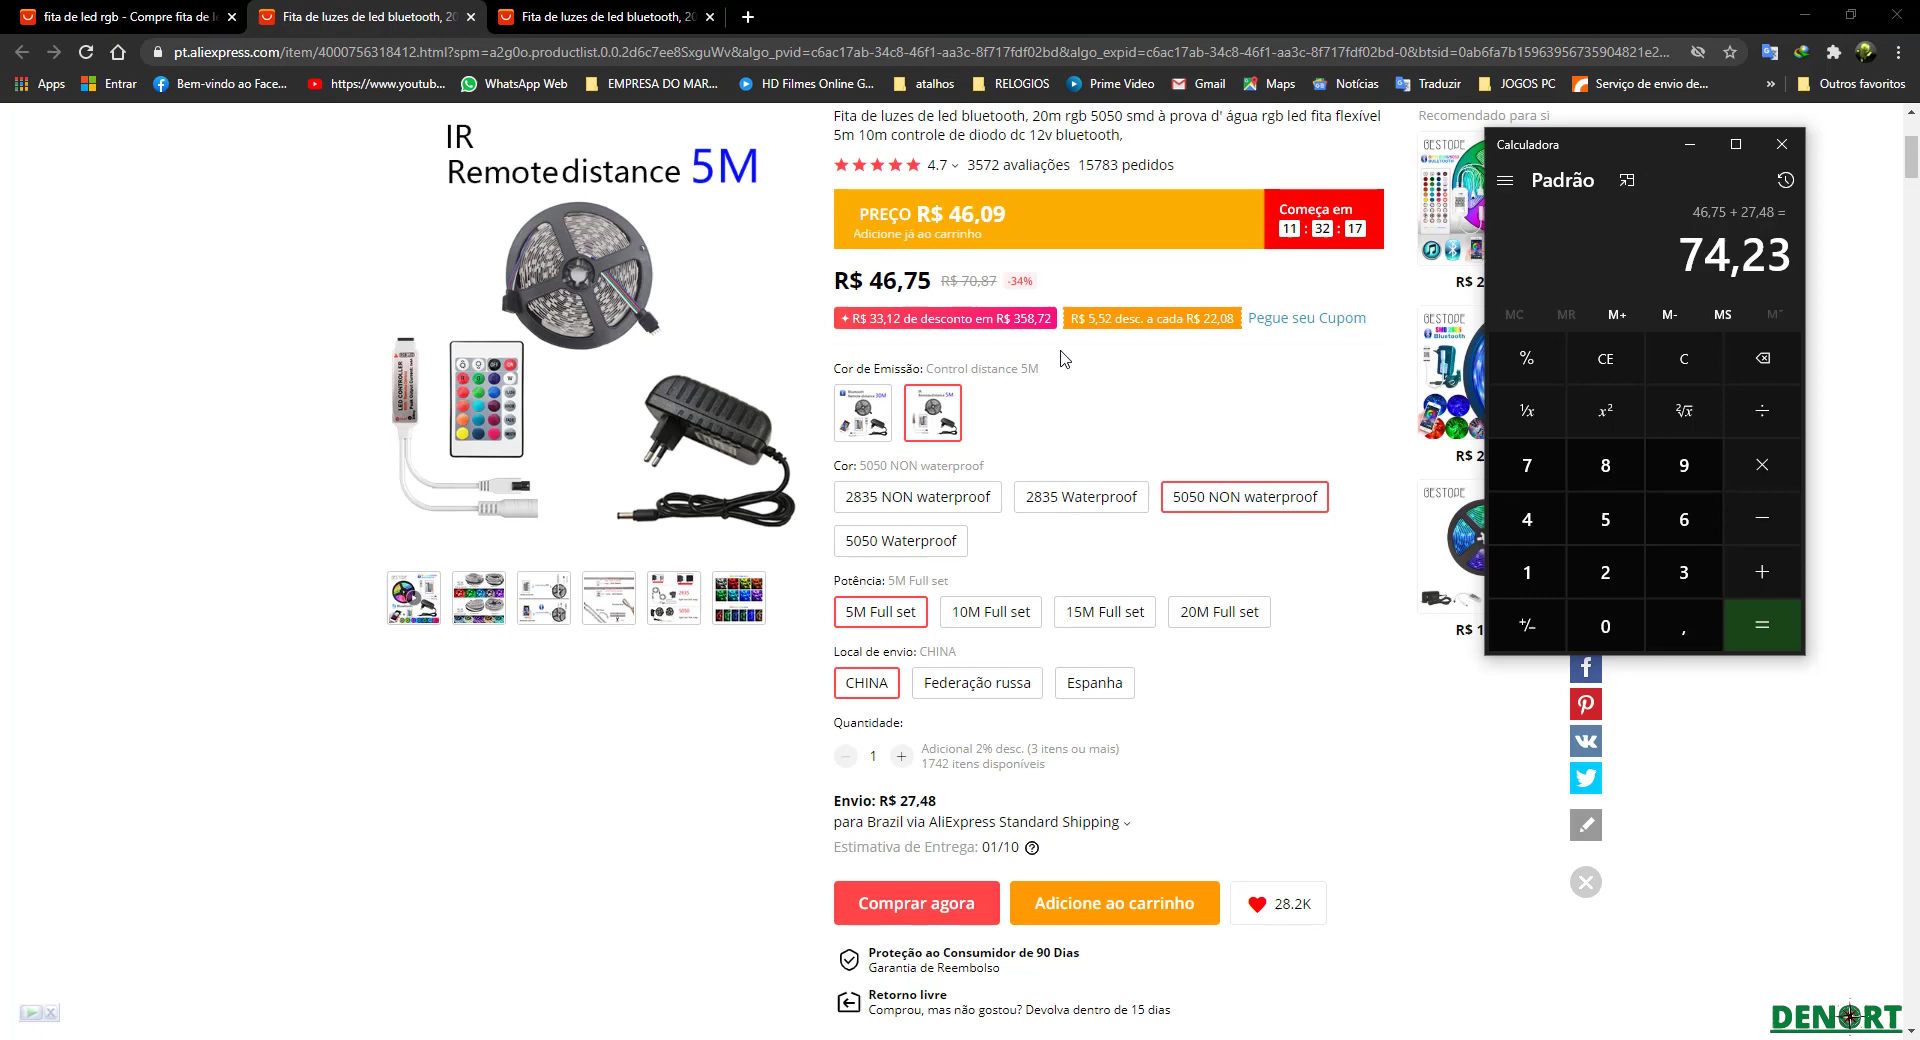 fita de led rgb - Compre fita de l
Fita de luzes de led bluetooth, 20
Fita de luzes de led bluetooth, 20
pt.aliexpress.com/item/4000756318412.html?spm=a2g0o.productlist.0.0.2d6c7ee8SxguWv&algo_pvid=c6ac17ab-34c8-46f1-aa3c-8f717fdf02bd&algo_expid=c6ac17ab-34c8-46f1-aa3c-8f717fdf02bd-0&btsid=0ab6fa7b15963956735904821e2...
Apps Entrar Bem-vindo ao Face... https://www.youtub... WhatsApp Web EMPRESA DO MAR... HD Filmes Online G... atalhos RELOGIOS Prime Video Gmail Maps Notícias Traduzir JOGOS PC Serviço de envio de... » Outros favoritos
IR
Remote distance 5M
Fita de luzes de led bluetooth, 20m rgb 5050 smd à prova d' água rgb led fita flexível
5m 10m controle de diodo dc 12v bluetooth,
4.7 3572 avaliações 15783 pedidos
PREÇO R$ 46,09
Adicione já ao carrinho
Começa em
11 : 32 : 17
R$ 46,75 R$ 70,87 -34%
R$ 33,12 de desconto em R$ 358,72 R$ 5,52 desc. a cada R$ 22,08 Pegue seu Cupom
Cor de Emissão: Control distance 5M
Cor: 5050 NON waterproof
2835 NON waterproof 2835 Waterproof 5050 NON waterproof
5050 Waterproof
Potência: 5M Full set
5M Full set 10M Full set 15M Full set 20M Full set
Local de envio: CHINA
CHINA Federação russa Espanha
Quantidade:
− 1 +
Adicional 2% desc. (3 itens ou mais)
1742 itens disponíveis
Envio: R$ 27,48
para Brazil via AliExpress Standard Shipping
Estimativa de Entrega: 01/10
Comprar agora Adicione ao carrinho 28.2K
Proteção ao Consumidor de 90 Dias
Garantia de Reembolso
Retorno livre
Comprou, mas não gostou? Devolva dentro de 15 dias
Recomendado para si
GESTOPE
R$ 2
GESTOPE
R$ 2
GESTOPE
R$ 1
Calculadora
Padrão
46,75 + 27,48 =
74,23
MC MR M+ M- MS M˅
% CE C
¹/x x² ²√x ÷
7 8 9 ×
4 5 6 −
1 2 3 +
+/− 0 , =
DENORT